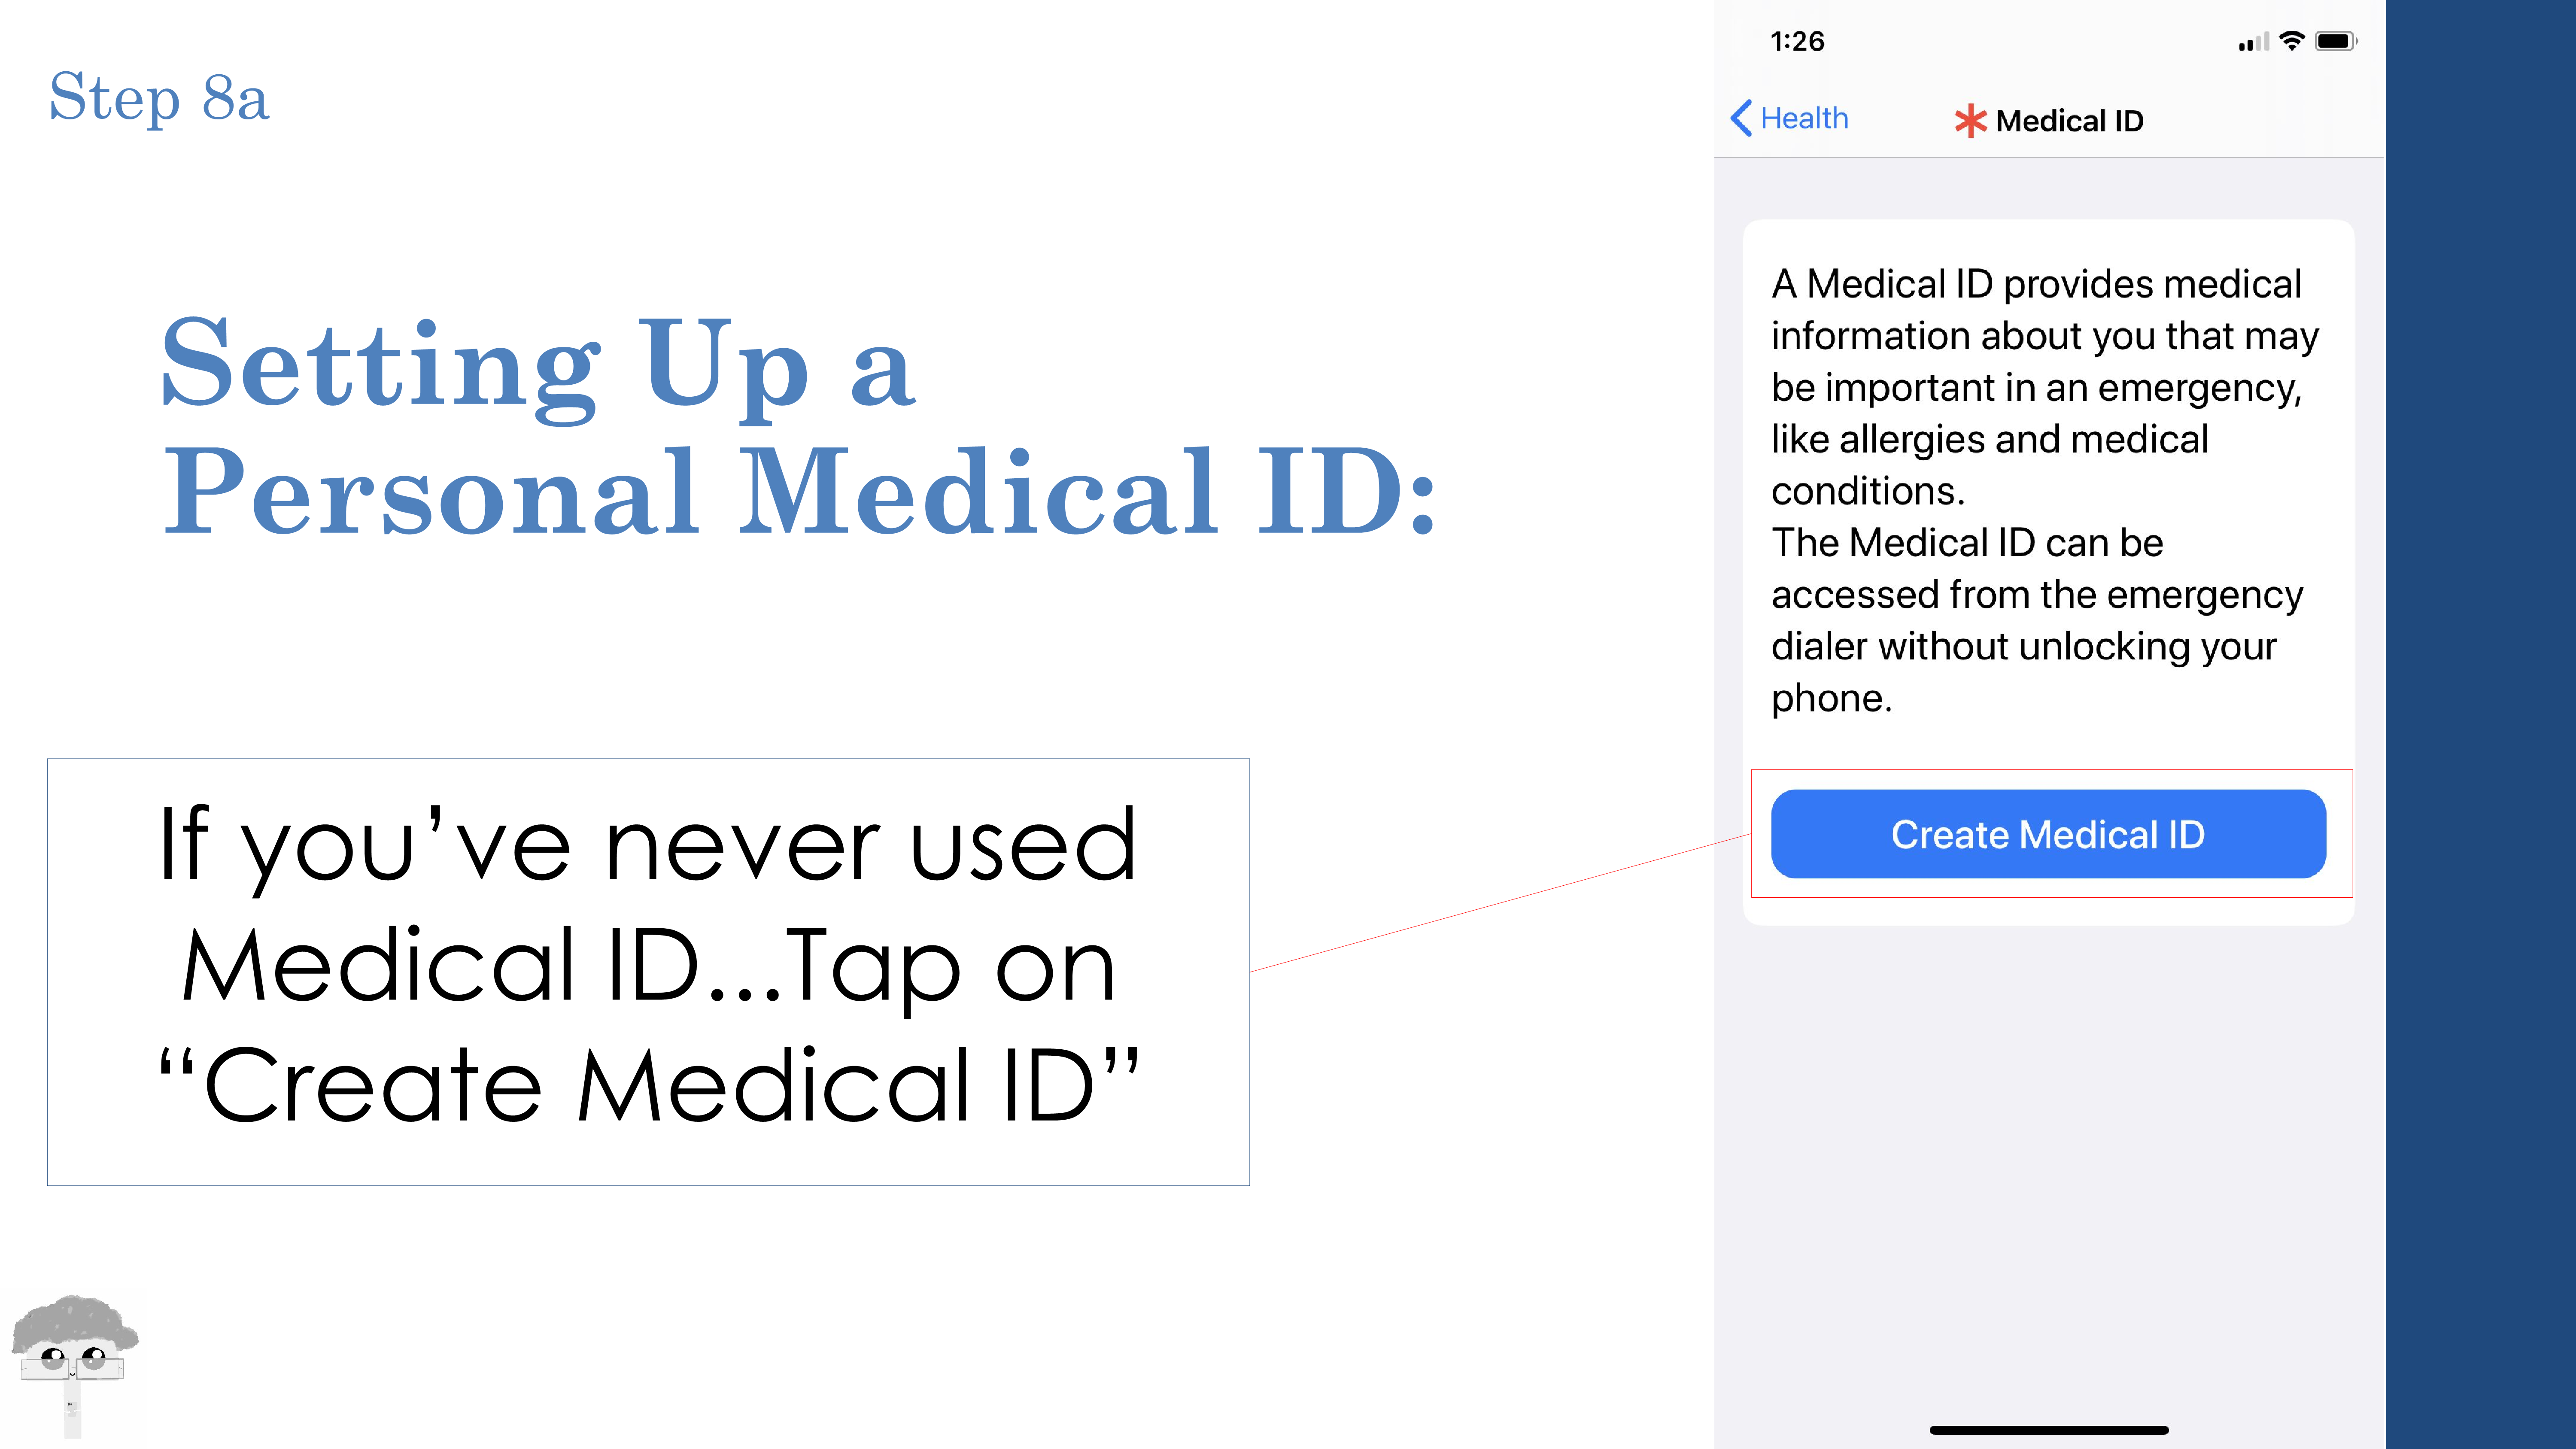 Step 8a
Setting Up a
Personal Medical ID:
If you’ve never used
Medical ID...Tap on
“Create Medical ID”
1:26
Health
Medical ID
A Medical ID provides medical
information about you that may
be important in an emergency,
like allergies and medical
conditions.
The Medical ID can be
accessed from the emergency
dialer without unlocking your
phone.
Create Medical ID